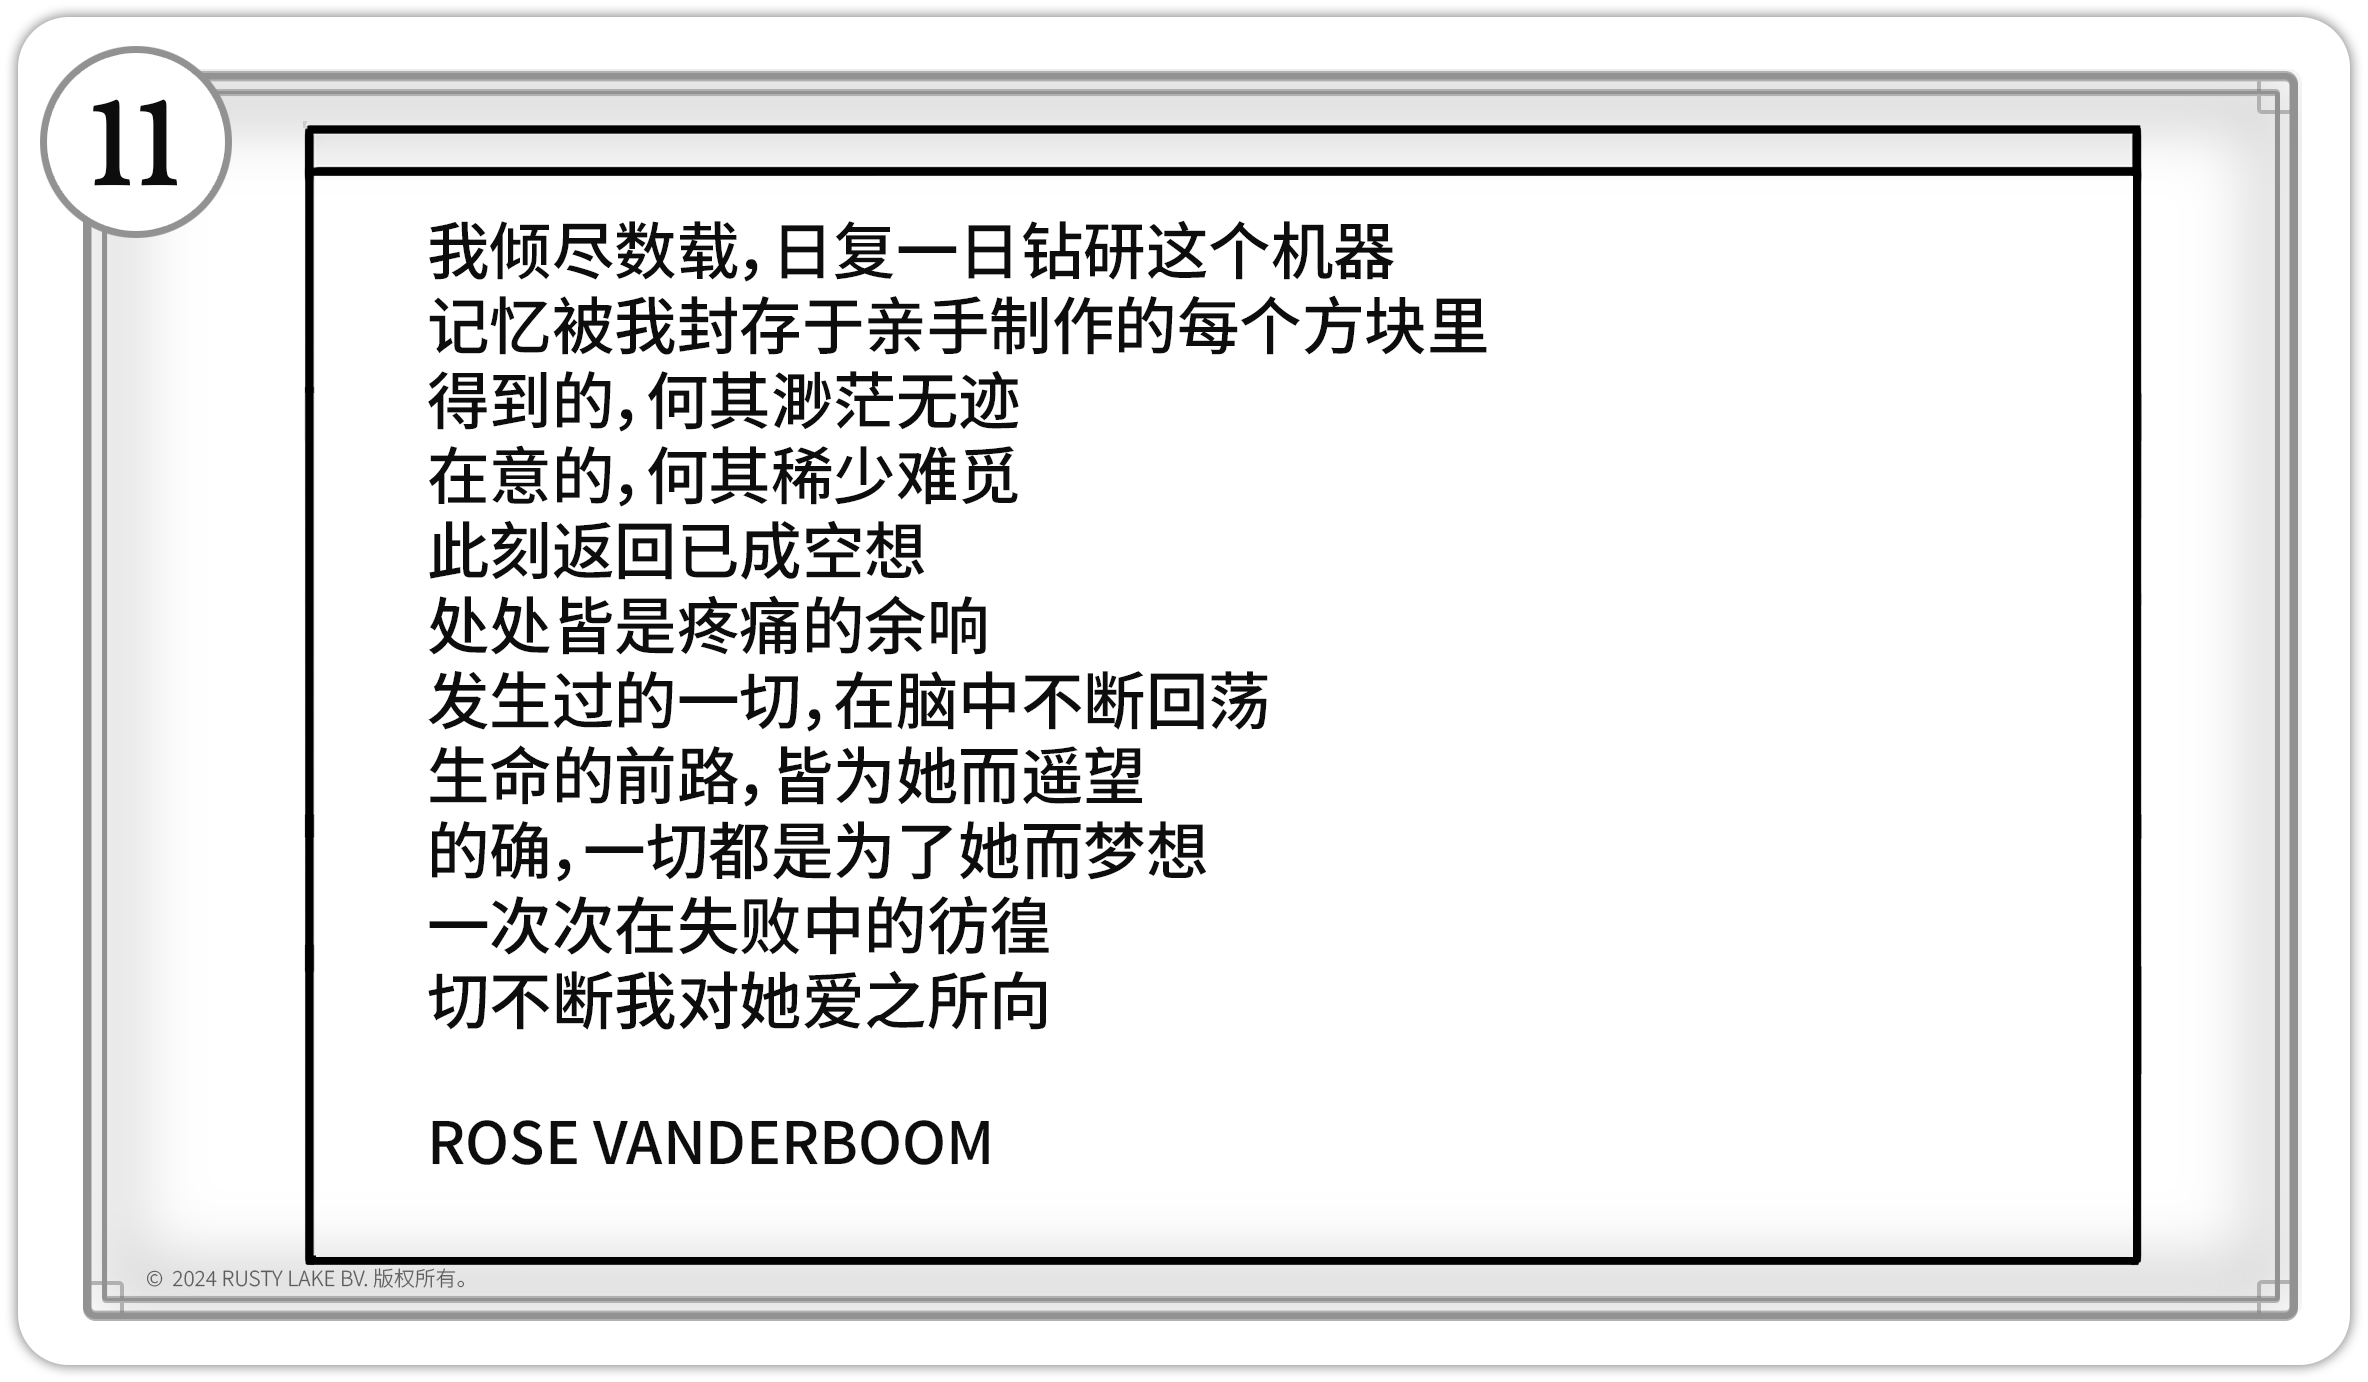 11
我倾尽数载，日复一日钻研这个机器
记忆被我封存于亲手制作的每个方块里
得到的，何其渺茫无迹
在意的，何其稀少难觅
此刻返回已成空想
处处皆是疼痛的余响
发生过的一切，在脑中不断回荡
生命的前路，皆为她而遥望
的确，一切都是为了她而梦想
一次次在失败中的彷徨
切不断我对她爱之所向
ROSE VANDERBOOM
© 2024 RUSTY LAKE BV. 版权所有。